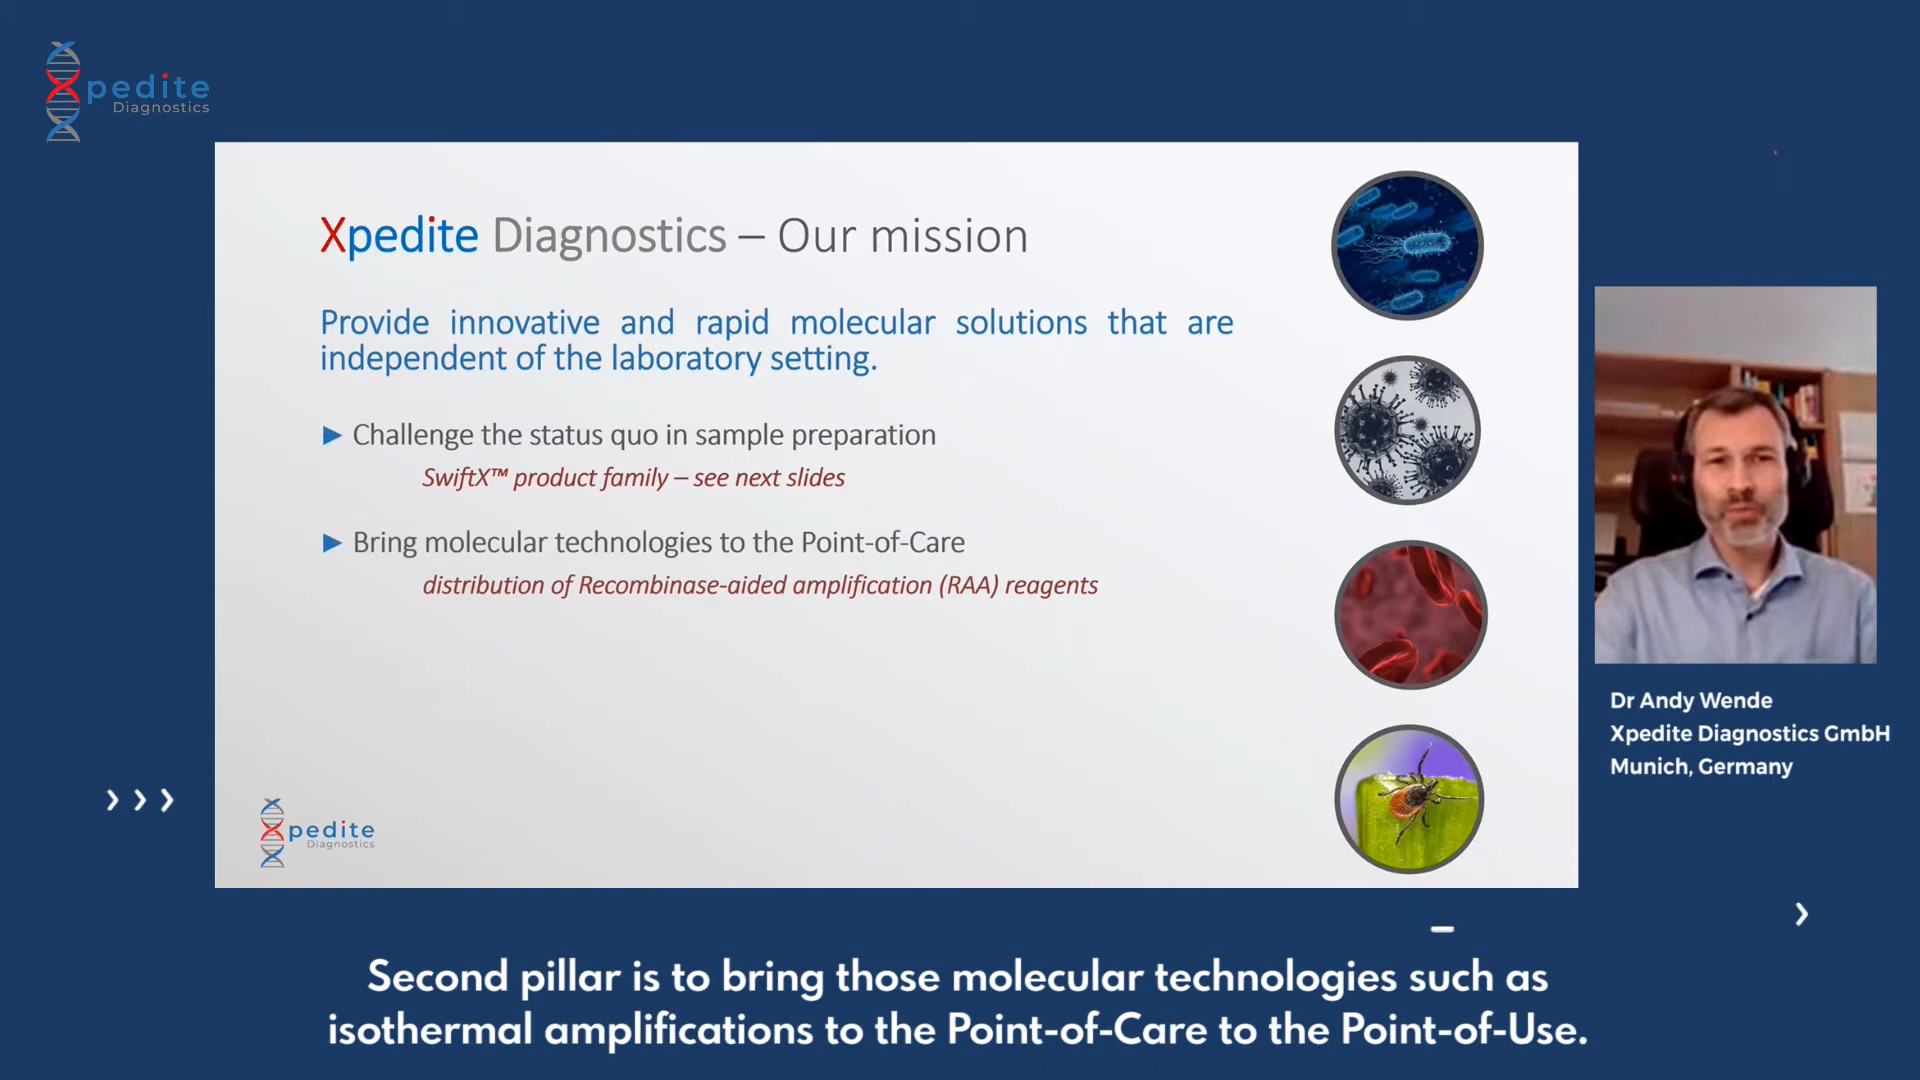 Xpedite
Diagnostics
Xpedite Diagnostics – Our mission
Provide innovative and rapid molecular solutions that are
independent of the laboratory setting.
► Challenge the status quo in sample preparation
SwiftX™ product family – see next slides
► Bring molecular technologies to the Point-of-Care
distribution of Recombinase-aided amplification (RAA) reagents
Xpedite
Diagnostics
Dr Andy Wende
Xpedite Diagnostics GmbH
Munich, Germany
Second pillar is to bring those molecular technologies such as
isothermal amplifications to the Point-of-Care to the Point-of-Use.